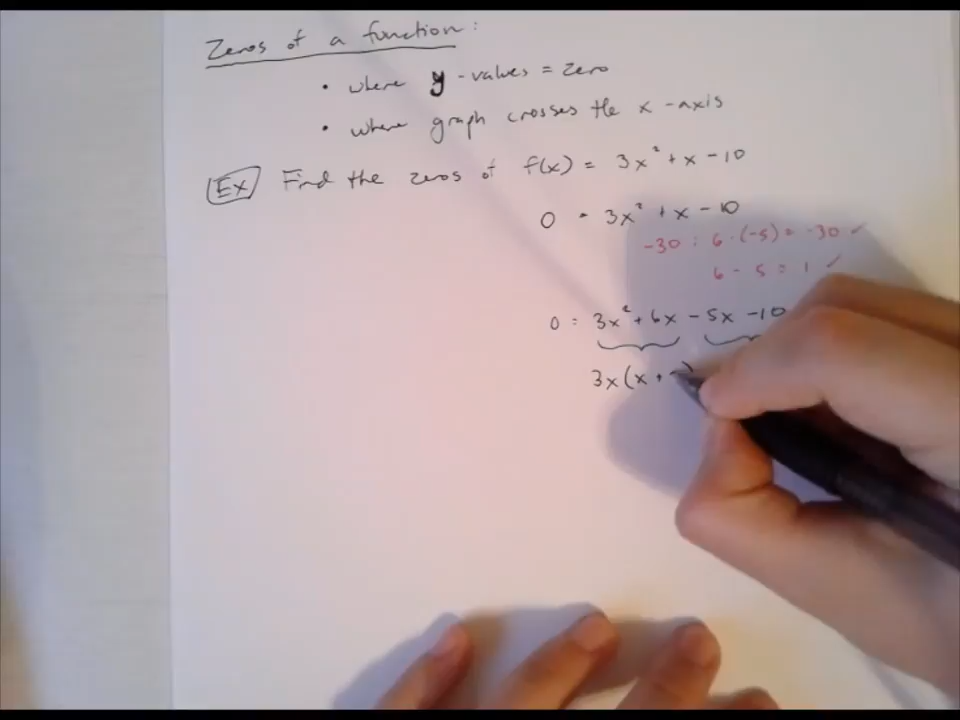 Zeros of a function:
• where y-values = zero
• where graph crosses the x-axis
Ex Find the zeros of f(x) = 3x² + x - 10
0 = 3x² + x - 10
-30 : 6 · (-5) = -30 ✓
6 - 5 = 1 ✓
0 = 3x² + 6x - 5x - 10
3x(x +